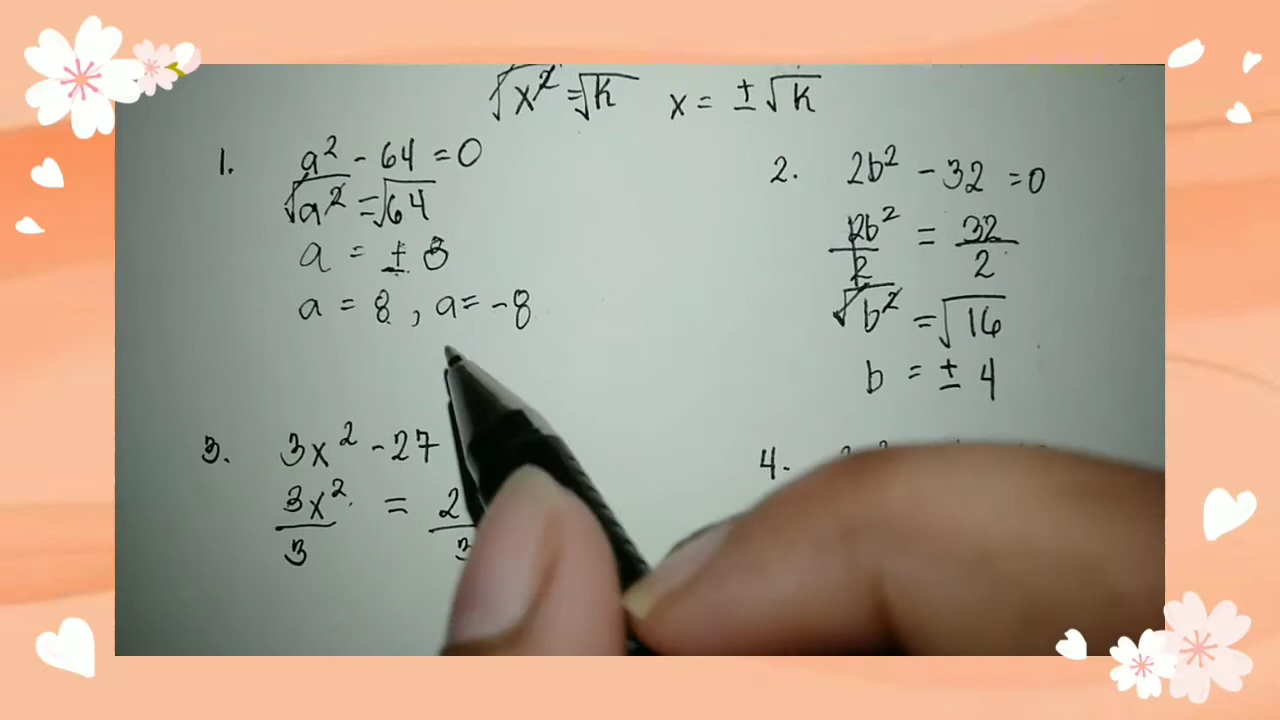 √x² = √K x = ± √K
1. a² - 64 = 0
√a² = √64
a = ± 8
a = 8, a = -8
2. 2b² - 32 = 0
2b²/2 = 32/2
√b² = √16
b = ± 4
3. 3x² - 27
3x²/3 = 2
4.